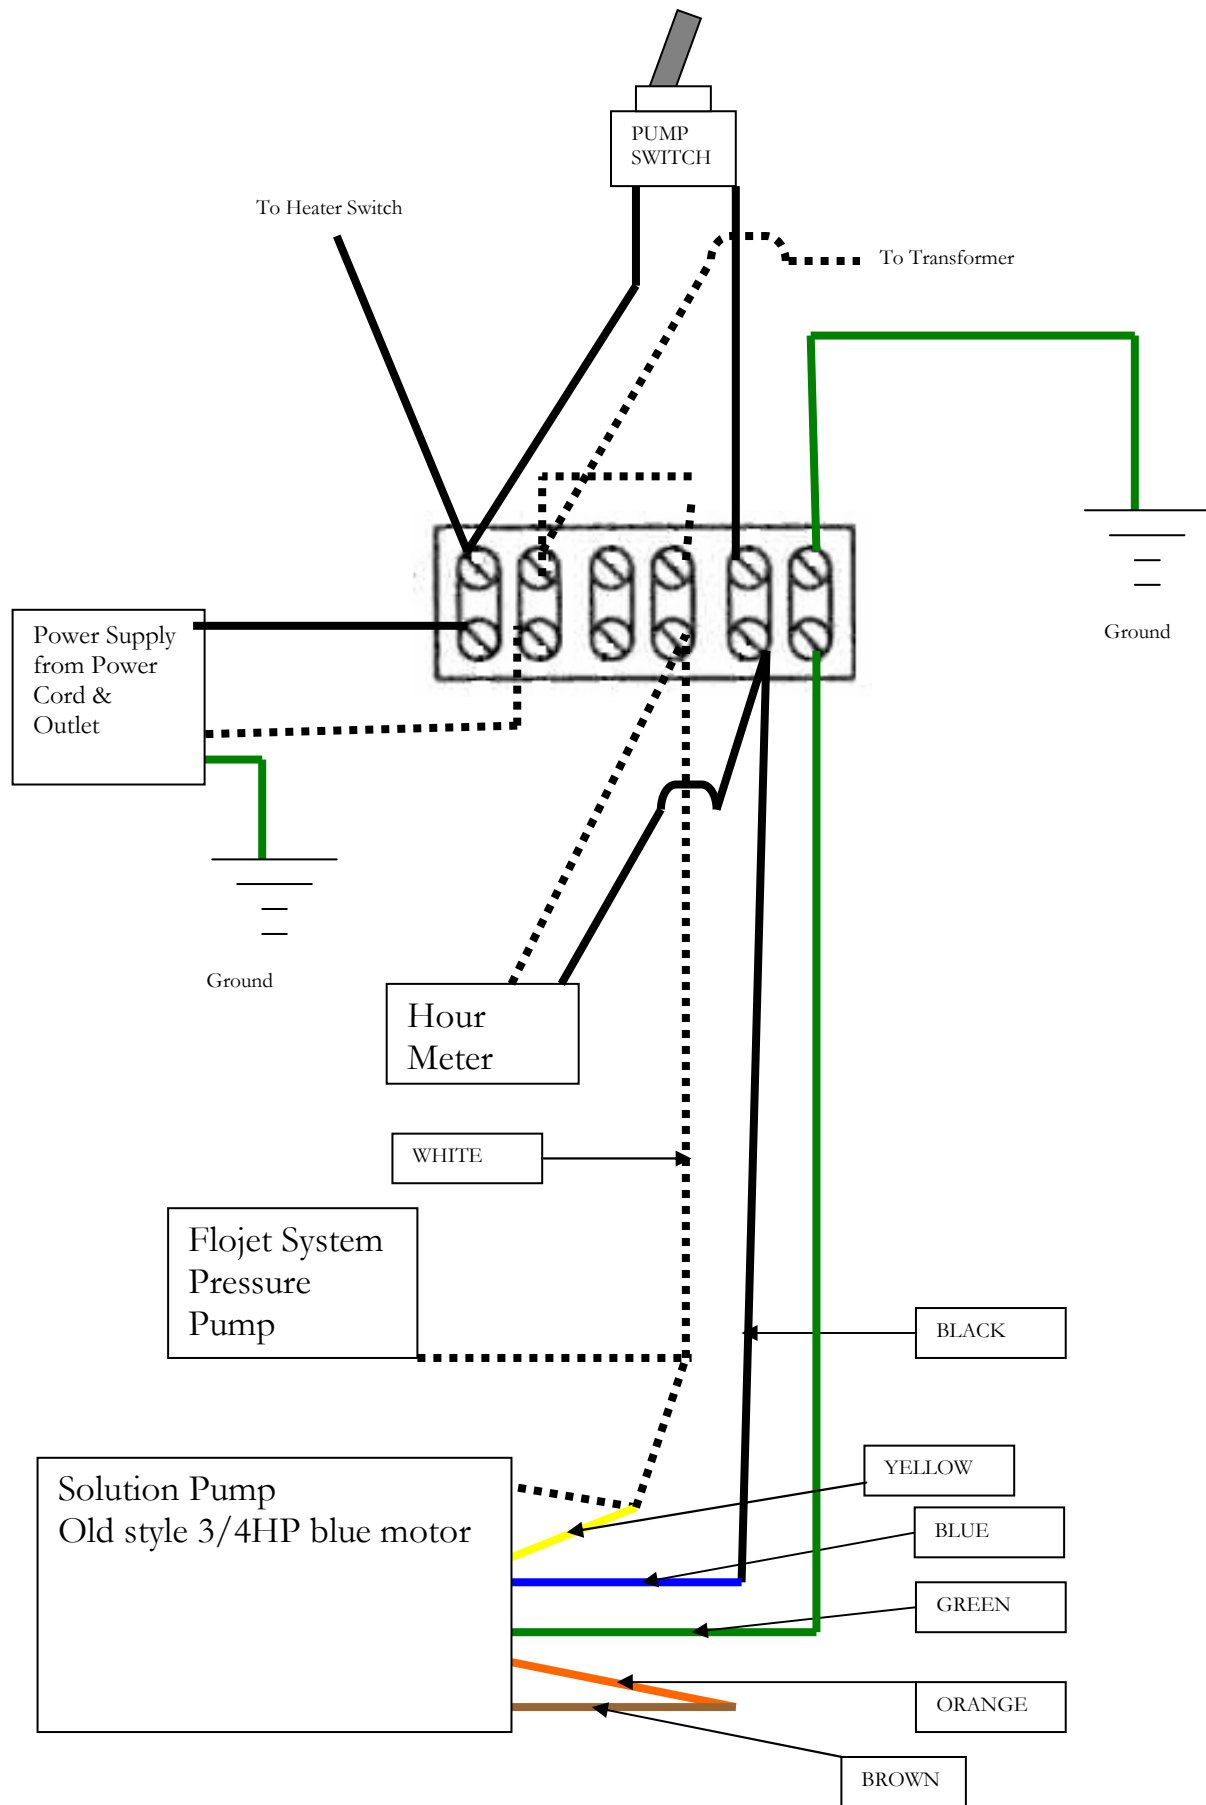 PUMP
SWITCH
To Heater Switch
To Transformer
Power Supply
from Power
Cord &
Outlet
Ground
Ground
Hour
Meter
WHITE
Flojet System
Pressure
Pump
BLACK
Solution Pump
Old style 3/4HP blue motor
YELLOW
BLUE
GREEN
ORANGE
BROWN